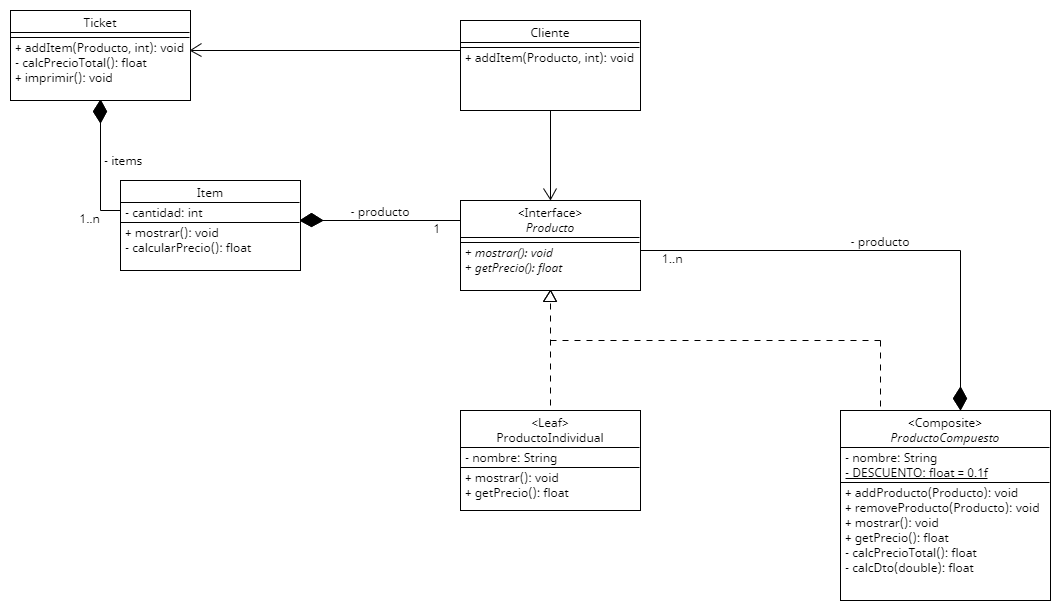 Ticket
+ addItem(Producto, int): void
- calcPrecioTotal(): float
+ imprimir(): void
Cliente
+ addItem(Producto, int): void
- items
1..n
Item
- cantidad: int
+ mostrar(): void
- calcularPrecio(): float
- producto
1
<Interface>
Producto
+ mostrar(): void
+ getPrecio(): float
- producto
1..n
<Leaf>
ProductoIndividual
- nombre: String
+ mostrar(): void
+ getPrecio(): float
<Composite>
ProductoCompuesto
- nombre: String
- DESCUENTO: float = 0.1f
+ addProducto(Producto): void
+ removeProducto(Producto): void
+ mostrar(): void
+ getPrecio(): float
- calcPrecioTotal(): float
- calcDto(double): float